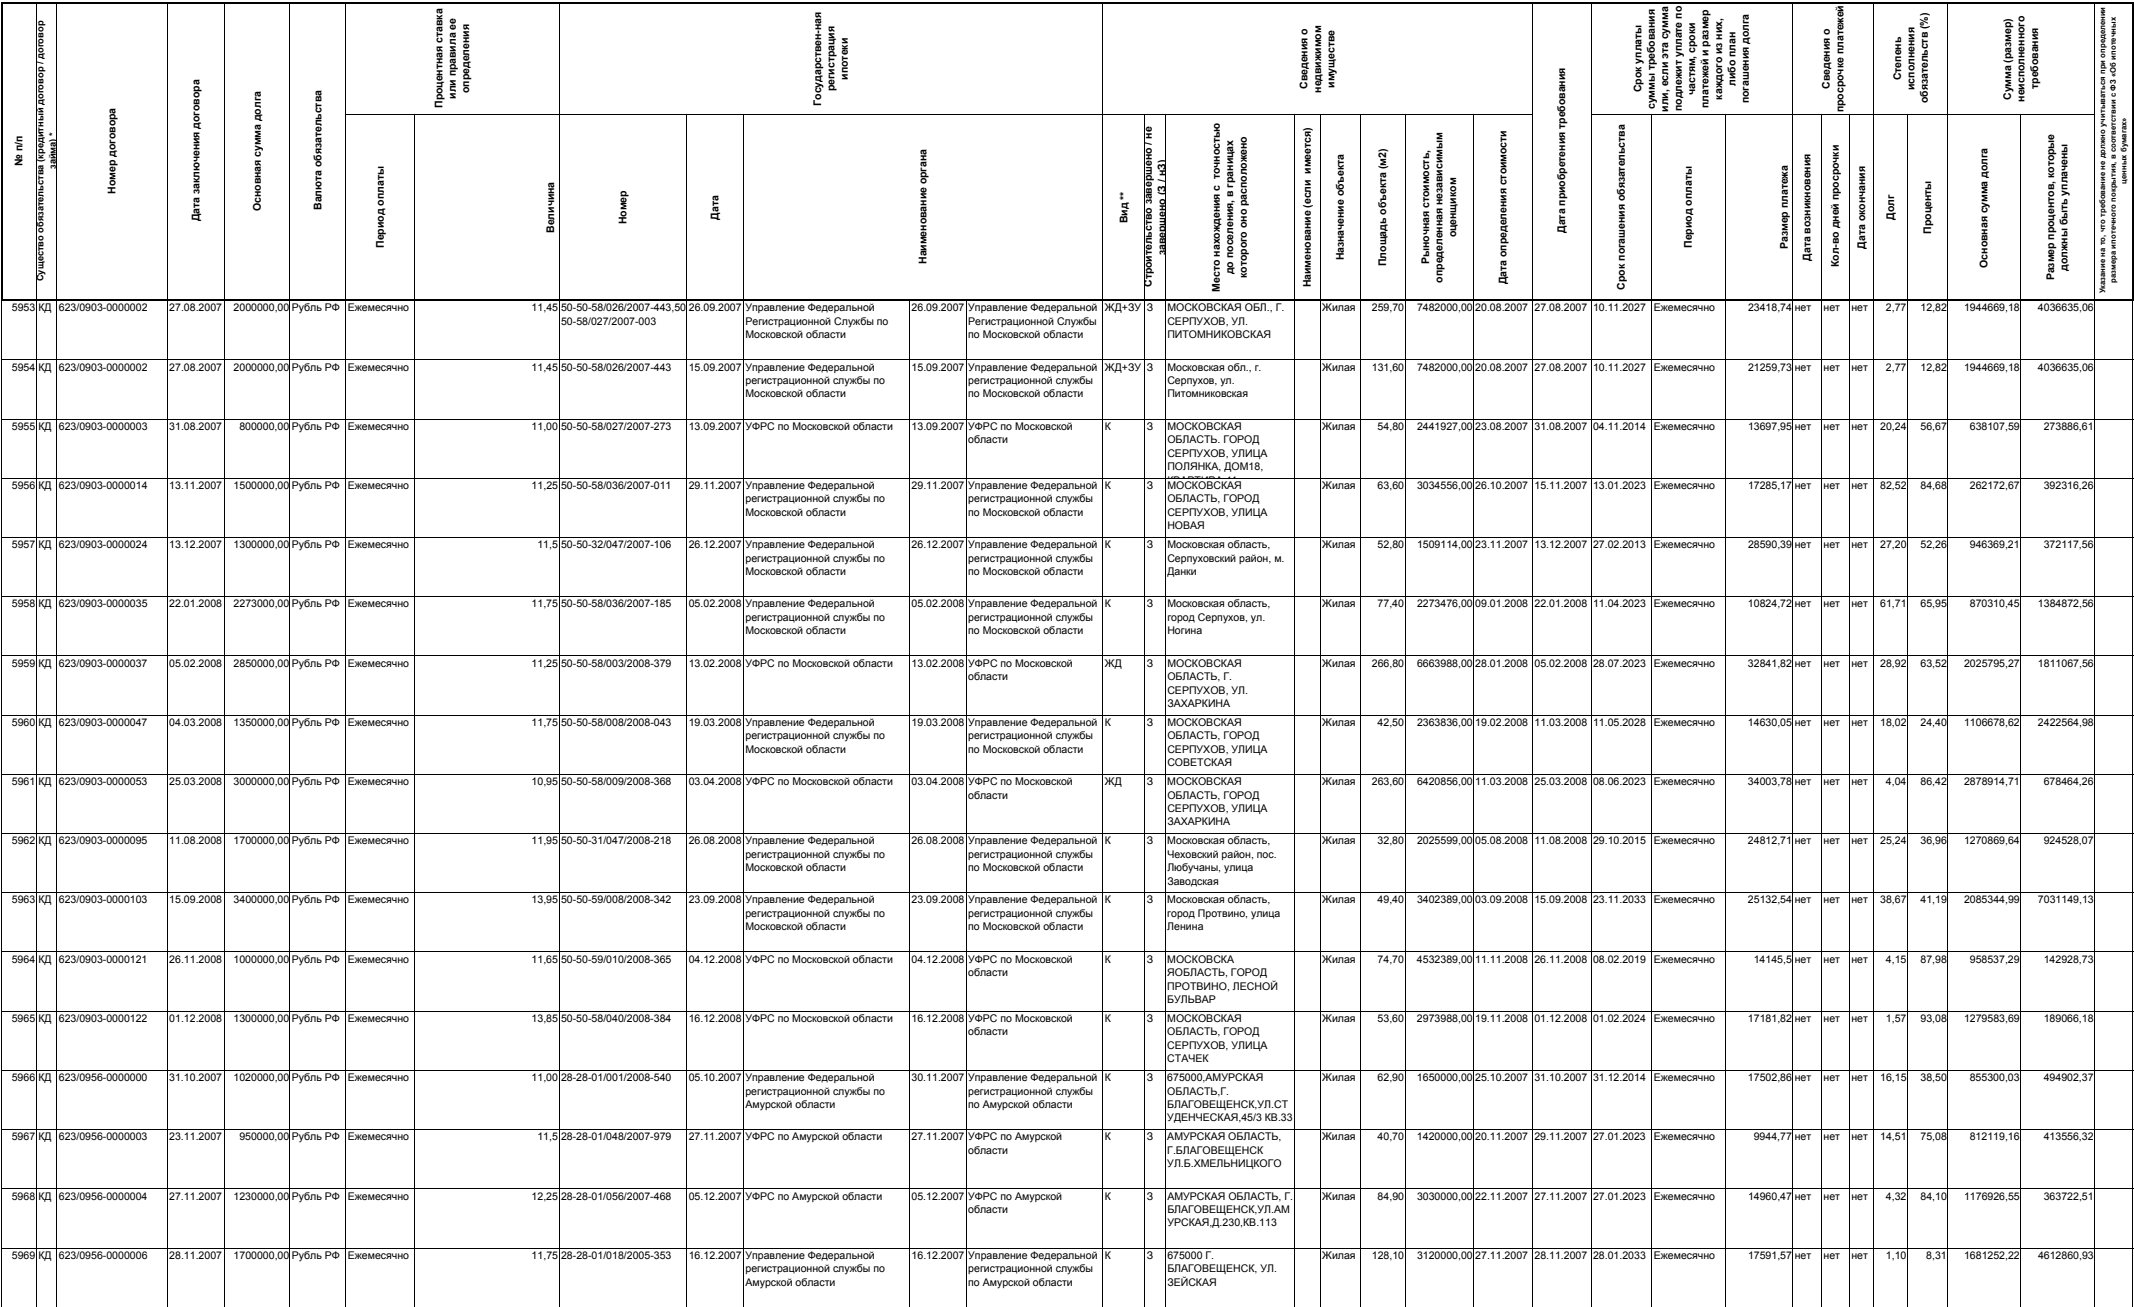 № п/п
Существо обязательства (кредитный договор / договор займа) *
Номер договора
Дата заключения договора
Основная сумма долга
Валюта обязательства
Процентная ставка или правила ее определения
Период оплаты
Величина
Государствен-ная регистрация ипотеки
Номер
Дата
Наименование органа
Сведения о недвижимом имуществе
Вид **
Строительство завершено / не завершено (З / нЗ)
Место нахождения с точностью до поселения, в границах которого оно расположено
Наименование (если имеется)
Назначение объекта
Площадь объекта (м2)
Рыночная стоимость, определенная независимым оценщиком
Дата определения стоимости
Дата приобретения требования
Срок уплаты суммы требования или, если эта сумма подлежит уплате по частям, сроки платежей и размер каждого из них, либо план погашения долга
Срок погашения обязательства
Период оплаты
Размер платежа
Сведения о просрочке платежей
Дата возникновения
Кол-во дней просрочки
Дата окончания
Степень исполнения обязательств (%)
Долг
Проценты
Сумма (размер) неисполненного требования
Основная сумма долга
Размер процентов, которые должны быть уплачены
Указание на то, что требование не должно учитываться при определении размера ипотечного покрытия, в соответствии с ФЗ «Об ипотечных ценных бумагах»
5953 КД 623/0903-0000002 27.08.2007 2000000,00 Рубль РФ Ежемесячно 11,45 50-50-58/026/2007-443,50 50-58/027/2007-003 26.09.2007 Управление Федеральной Регистрационной Службы по Московской области 26.09.2007 Управление Федеральной Регистрационной Службы по Московской области ЖД+ЗУ З МОСКОВСКАЯ ОБЛ., Г. СЕРПУХОВ, УЛ. ПИТОМНИКОВСКАЯ Жилая 259,70 7482000,00 20.08.2007 27.08.2007 10.11.2027 Ежемесячно 23418,74 нет нет нет 2,77 12,82 1944669,18 4036635,06
5954 КД 623/0903-0000002 27.08.2007 2000000,00 Рубль РФ Ежемесячно 11,45 50-50-58/026/2007-443 15.09.2007 Управление Федеральной регистрационной службы по Московской области 15.09.2007 Управление Федеральной регистрационной службы по Московской области ЖД+ЗУ З Московская обл., г. Серпухов, ул. Питомниковская Жилая 131,60 7482000,00 20.08.2007 27.08.2007 10.11.2027 Ежемесячно 21259,73 нет нет нет 2,77 12,82 1944669,18 4036635,06
5955 КД 623/0903-0000003 31.08.2007 800000,00 Рубль РФ Ежемесячно 11,00 50-50-58/027/2007-273 13.09.2007 УФРС по Московской области 13.09.2007 УФРС по Московской области К З МОСКОВСКАЯ ОБЛАСТЬ. ГОРОД СЕРПУХОВ, УЛИЦА ПОЛЯНКА, ДОМ18, Жилая 54,80 2441927,00 23.08.2007 31.08.2007 04.11.2014 Ежемесячно 13697,95 нет нет нет 20,24 56,67 638107,59 273886,61
5956 КД 623/0903-0000014 13.11.2007 1500000,00 Рубль РФ Ежемесячно 11,25 50-50-58/036/2007-011 29.11.2007 Управление Федеральной регистрационной службы по Московской области 29.11.2007 Управление Федеральной регистрационной службы по Московской области К З МОСКОВСКАЯ ОБЛАСТЬ, ГОРОД СЕРПУХОВ, УЛИЦА НОВАЯ Жилая 63,60 3034556,00 26.10.2007 15.11.2007 13.01.2023 Ежемесячно 17285,17 нет нет нет 82,52 84,68 262172,67 392316,26
5957 КД 623/0903-0000024 13.12.2007 1300000,00 Рубль РФ Ежемесячно 11,5 50-50-32/047/2007-106 26.12.2007 Управление Федеральной регистрационной службы по Московской области 26.12.2007 Управление Федеральной регистрационной службы по Московской области К З Московская область, Серпуховский район, м. Данки Жилая 52,80 1509114,00 23.11.2007 13.12.2007 27.02.2013 Ежемесячно 28590,39 нет нет нет 27,20 52,26 946369,21 372117,56
5958 КД 623/0903-0000035 22.01.2008 2273000,00 Рубль РФ Ежемесячно 11,75 50-50-58/036/2007-185 05.02.2008 Управление Федеральной регистрационной службы по Московской области 05.02.2008 Управление Федеральной регистрационной службы по Московской области К З Московская область, город Серпухов, ул. Ногина Жилая 77,40 2273476,00 09.01.2008 22.01.2008 11.04.2023 Ежемесячно 10824,72 нет нет нет 61,71 65,95 870310,45 1384872,56
5959 КД 623/0903-0000037 05.02.2008 2850000,00 Рубль РФ Ежемесячно 11,25 50-50-58/003/2008-379 13.02.2008 УФРС по Московской области 13.02.2008 УФРС по Московской области ЖД З МОСКОВСКАЯ ОБЛАСТЬ, Г. СЕРПУХОВ, УЛ. ЗАХАРКИНА Жилая 266,80 6663988,00 28.01.2008 05.02.2008 28.07.2023 Ежемесячно 32841,82 нет нет нет 28,92 63,52 2025795,27 1811067,56
5960 КД 623/0903-0000047 04.03.2008 1350000,00 Рубль РФ Ежемесячно 11,75 50-50-58/008/2008-043 19.03.2008 Управление Федеральной регистрационной службы по Московской области 19.03.2008 Управление Федеральной регистрационной службы по Московской области К З МОСКОВСКАЯ ОБЛАСТЬ, ГОРОД СЕРПУХОВ, УЛИЦА СОВЕТСКАЯ Жилая 42,50 2363836,00 19.02.2008 11.03.2008 11.05.2028 Ежемесячно 14630,05 нет нет нет 18,02 24,40 1106678,62 2422564,98
5961 КД 623/0903-0000053 25.03.2008 3000000,00 Рубль РФ Ежемесячно 10,95 50-50-58/009/2008-368 03.04.2008 УФРС по Московской области 03.04.2008 УФРС по Московской области ЖД З МОСКОВСКАЯ ОБЛАСТЬ, ГОРОД СЕРПУХОВ, УЛИЦА ЗАХАРКИНА Жилая 263,60 6420856,00 11.03.2008 25.03.2008 08.06.2023 Ежемесячно 34003,78 нет нет нет 4,04 86,42 2878914,71 678464,26
5962 КД 623/0903-0000095 11.08.2008 1700000,00 Рубль РФ Ежемесячно 11,95 50-50-31/047/2008-218 26.08.2008 Управление Федеральной регистрационной службы по Московской области 26.08.2008 Управление Федеральной регистрационной службы по Московской области К З Московская область, Чеховский район, пос. Любучаны, улица Заводская Жилая 32,80 2025599,00 05.08.2008 11.08.2008 29.10.2015 Ежемесячно 24812,71 нет нет нет 25,24 36,96 1270869,64 924528,07
5963 КД 623/0903-0000103 15.09.2008 3400000,00 Рубль РФ Ежемесячно 13,95 50-50-59/008/2008-342 23.09.2008 Управление Федеральной регистрационной службы по Московской области 23.09.2008 Управление Федеральной регистрационной службы по Московской области К З Московская область, город Протвино, улица Ленина Жилая 49,40 3402389,00 03.09.2008 15.09.2008 23.11.2033 Ежемесячно 25132,54 нет нет нет 38,67 41,19 2085344,99 7031149,13
5964 КД 623/0903-0000121 26.11.2008 1000000,00 Рубль РФ Ежемесячно 11,65 50-50-59/010/2008-365 04.12.2008 УФРС по Московской области 04.12.2008 УФРС по Московской области К З МОСКОВСКА ЯОБЛАСТЬ, ГОРОД ПРОТВИНО, ЛЕСНОЙ БУЛЬВАР Жилая 74,70 4532389,00 11.11.2008 26.11.2008 08.02.2019 Ежемесячно 14145,5 нет нет нет 4,15 87,98 958537,29 142928,73
5965 КД 623/0903-0000122 01.12.2008 1300000,00 Рубль РФ Ежемесячно 13,85 50-50-58/040/2008-384 16.12.2008 УФРС по Московской области 16.12.2008 УФРС по Московской области К З МОСКОВСКАЯ ОБЛАСТЬ, ГОРОД СЕРПУХОВ, УЛИЦА СТАЧЕК Жилая 53,60 2973988,00 19.11.2008 01.12.2008 01.02.2024 Ежемесячно 17181,82 нет нет нет 1,57 93,08 1279583,69 189066,18
5966 КД 623/0956-0000000 31.10.2007 1020000,00 Рубль РФ Ежемесячно 11,00 28-28-01/001/2008-540 05.10.2007 Управление Федеральной регистрационной службы по Амурской области 30.11.2007 Управление Федеральной регистрационной службы по Амурской области К З 675000,АМУРСКАЯ ОБЛАСТЬ,Г. БЛАГОВЕЩЕНСК,УЛ.СТ УДЕНЧЕСКАЯ,45/3 КВ.33 Жилая 62,90 1650000,00 25.10.2007 31.10.2007 31.12.2014 Ежемесячно 17502,86 нет нет нет 16,15 38,50 855300,03 494902,37
5967 КД 623/0956-0000003 23.11.2007 950000,00 Рубль РФ Ежемесячно 11,5 28-28-01/048/2007-979 27.11.2007 УФРС по Амурской области 27.11.2007 УФРС по Амурской области К З АМУРСКАЯ ОБЛАСТЬ, Г.БЛАГОВЕЩЕНСК УЛ.Б.ХМЕЛЬНИЦКОГО Жилая 40,70 1420000,00 20.11.2007 29.11.2007 27.01.2023 Ежемесячно 9944,77 нет нет нет 14,51 75,08 812119,16 413556,32
5968 КД 623/0956-0000004 27.11.2007 1230000,00 Рубль РФ Ежемесячно 12,25 28-28-01/056/2007-468 05.12.2007 УФРС по Амурской области 05.12.2007 УФРС по Амурской области К З АМУРСКАЯ ОБЛАСТЬ, Г. БЛАГОВЕЩЕНСК,УЛ.АМ УРСКАЯ,Д.230,КВ.113 Жилая 84,90 3030000,00 22.11.2007 27.11.2007 27.01.2023 Ежемесячно 14960,47 нет нет нет 4,32 84,10 1176926,55 363722,51
5969 КД 623/0956-0000006 28.11.2007 1700000,00 Рубль РФ Ежемесячно 11,75 28-28-01/018/2005-353 16.12.2007 Управление Федеральной регистрационной службы по Амурской области 16.12.2007 Управление Федеральной регистрационной службы по Амурской области К З 675000 Г. БЛАГОВЕЩЕНСК, УЛ. ЗЕЙСКАЯ Жилая 128,10 3120000,00 27.11.2007 28.11.2007 28.01.2033 Ежемесячно 17591,57 нет нет нет 1,10 8,31 1681252,22 4612860,93